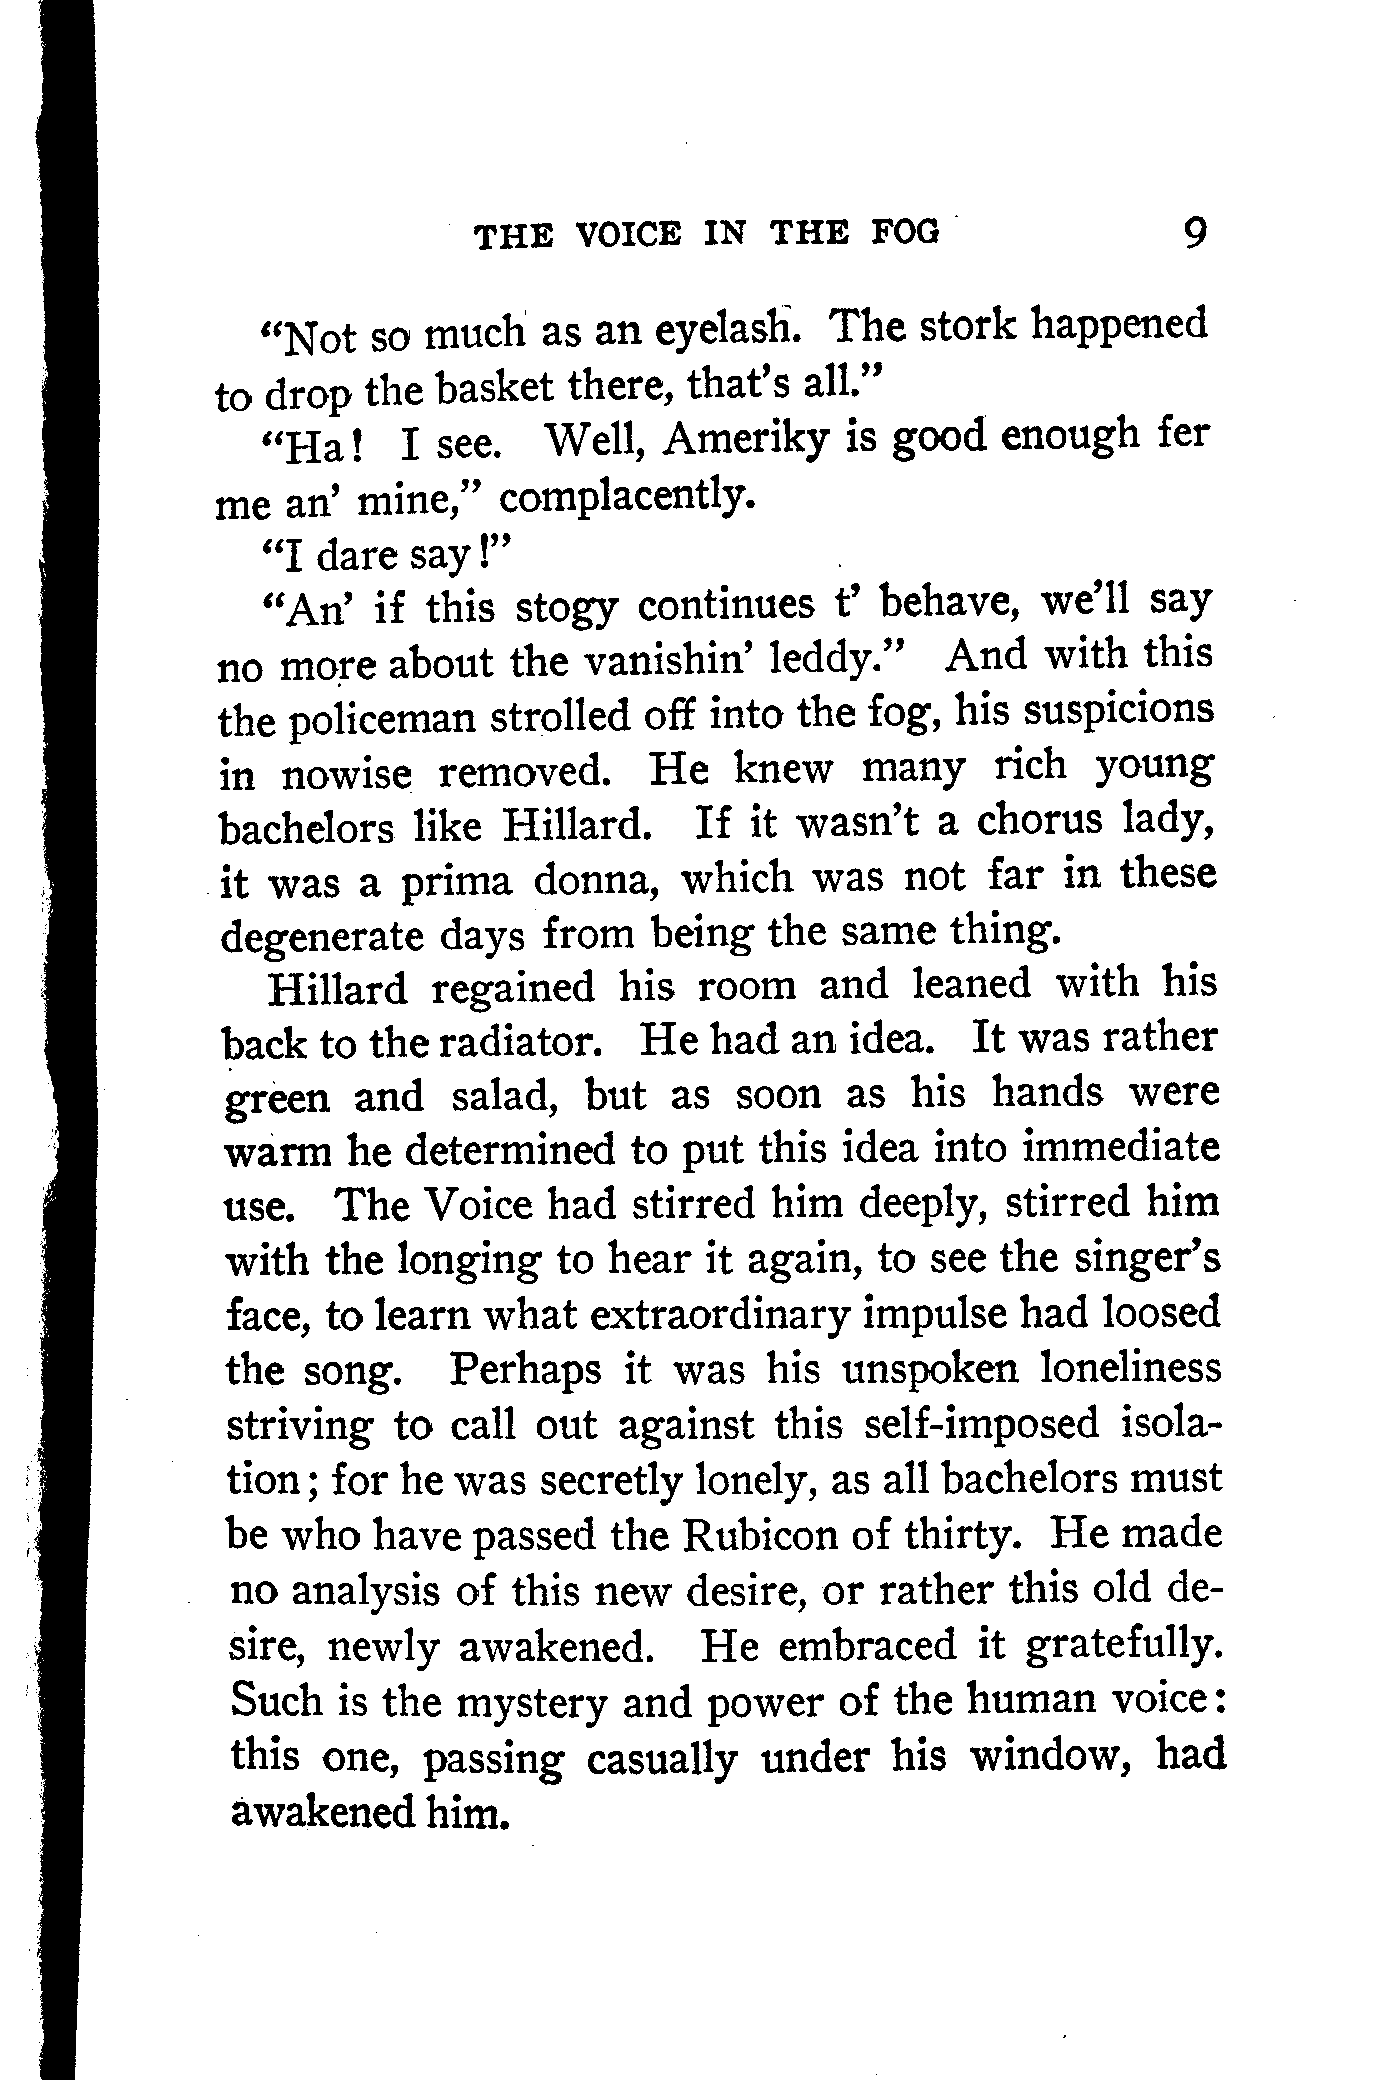 THE VOICE IN THE FOG 9
“Not so much as an eyelash. The stork happened
to drop the basket there, that’s all.”
“Ha! I see. Well, Ameriky is good enough fer
me an’ mine,” complacently.
“I dare say!”
“An’ if this stogy continues t’ behave, we’ll say
no more about the vanishin’ leddy.” And with this
the policeman strolled off into the fog, his suspicions
in nowise removed. He knew many rich young
bachelors like Hillard. If it wasn’t a chorus lady,
it was a prima donna, which was not far in these
degenerate days from being the same thing.
Hillard regained his room and leaned with his
back to the radiator. He had an idea. It was rather
green and salad, but as soon as his hands were
warm he determined to put this idea into immediate
use. The Voice had stirred him deeply, stirred him
with the longing to hear it again, to see the singer’s
face, to learn what extraordinary impulse had loosed
the song. Perhaps it was his unspoken loneliness
striving to call out against this self-imposed isola-
tion; for he was secretly lonely, as all bachelors must
be who have passed the Rubicon of thirty. He made
no analysis of this new desire, or rather this old de-
sire, newly awakened. He embraced it gratefully.
Such is the mystery and power of the human voice:
this one, passing casually under his window, had
awakened him.